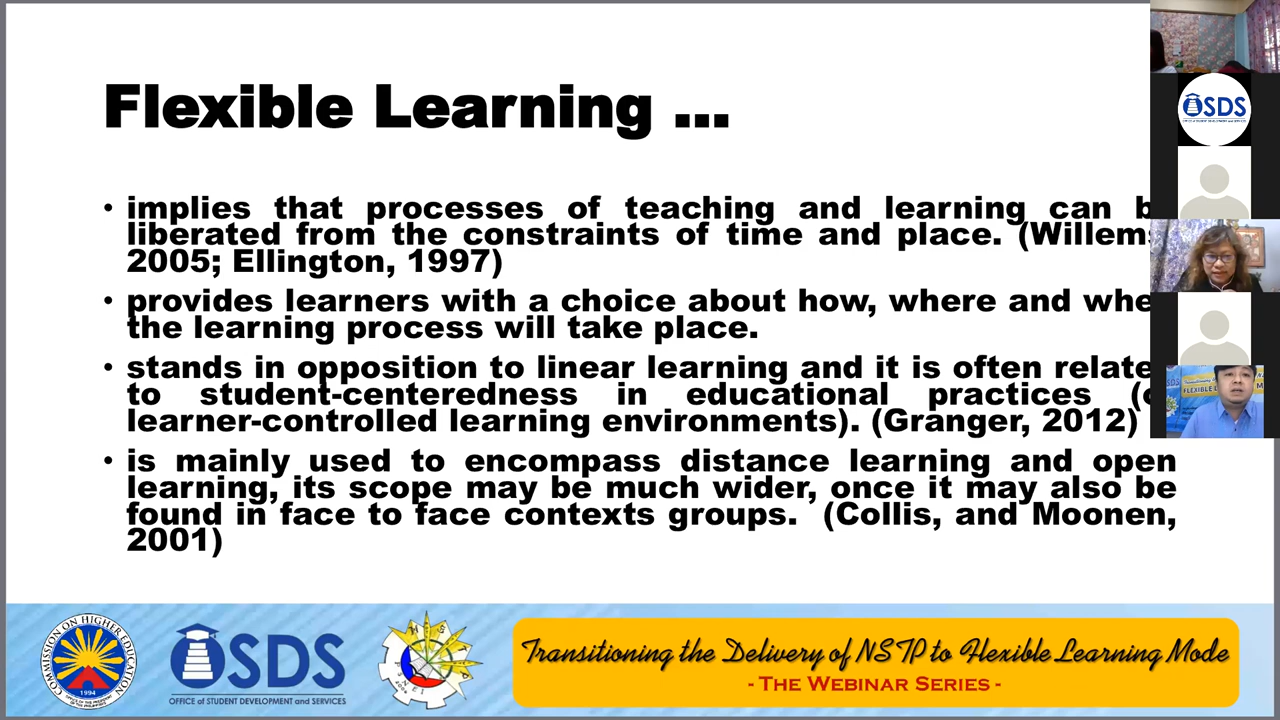 Flexible Learning ...
• implies that processes of teaching and learning can b
liberated from the constraints of time and place. (Willems
2005; Ellington, 1997)
• provides learners with a choice about how, where and whe
the learning process will take place.
• stands in opposition to linear learning and it is often relate
to student-centeredness in educational practices (o
learner-controlled learning environments). (Granger, 2012)
• is mainly used to encompass distance learning and open
learning, its scope may be much wider, once it may also be
found in face to face contexts groups. (Collis, and Moonen,
2001)
OSDS
COMMISSION ON HIGHER EDUCATION
1994
OSDS
OFFICE of STUDENT DEVELOPMENT and SERVICES
Transitioning the Delivery of NSTP to Flexible Learning Mode
- THE WEBINAR SERIES -